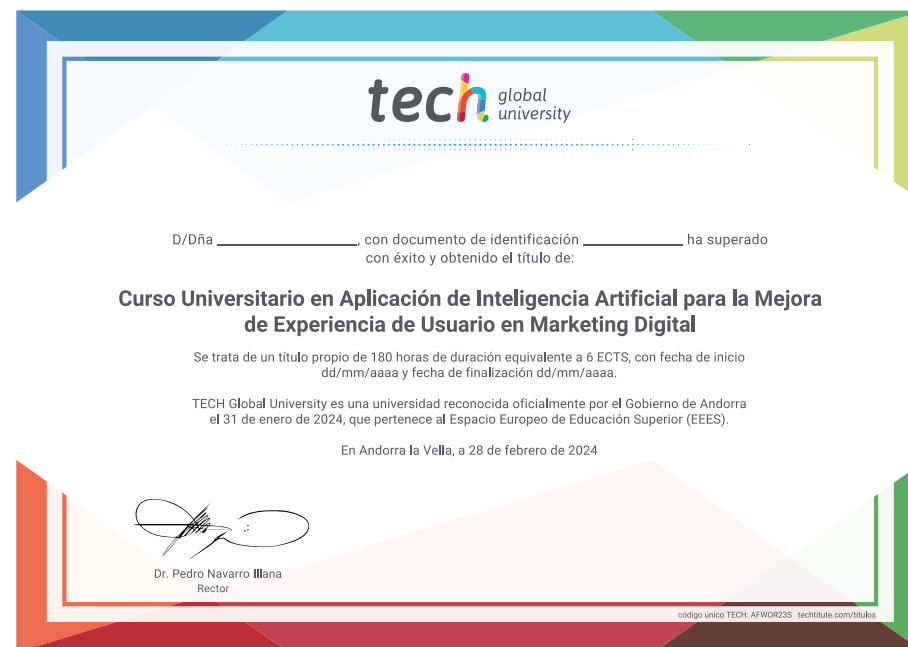 tech global university
D/Dña ____________________, con documento de identificación ______________ ha superado
con éxito y obtenido el título de:
Curso Universitario en Aplicación de Inteligencia Artificial para la Mejora
de Experiencia de Usuario en Marketing Digital
Se trata de un título propio de 180 horas de duración equivalente a 6 ECTS, con fecha de inicio
dd/mm/aaaa y fecha de finalización dd/mm/aaaa.
TECH Global University es una universidad reconocida oficialmente por el Gobierno de Andorra
el 31 de enero de 2024, que pertenece al Espacio Europeo de Educación Superior (EEES).
En Andorra la Vella, a 28 de febrero de 2024
Dr. Pedro Navarro Illana
Rector
código único TECH: AFWOR23S techtitute.com/titulos